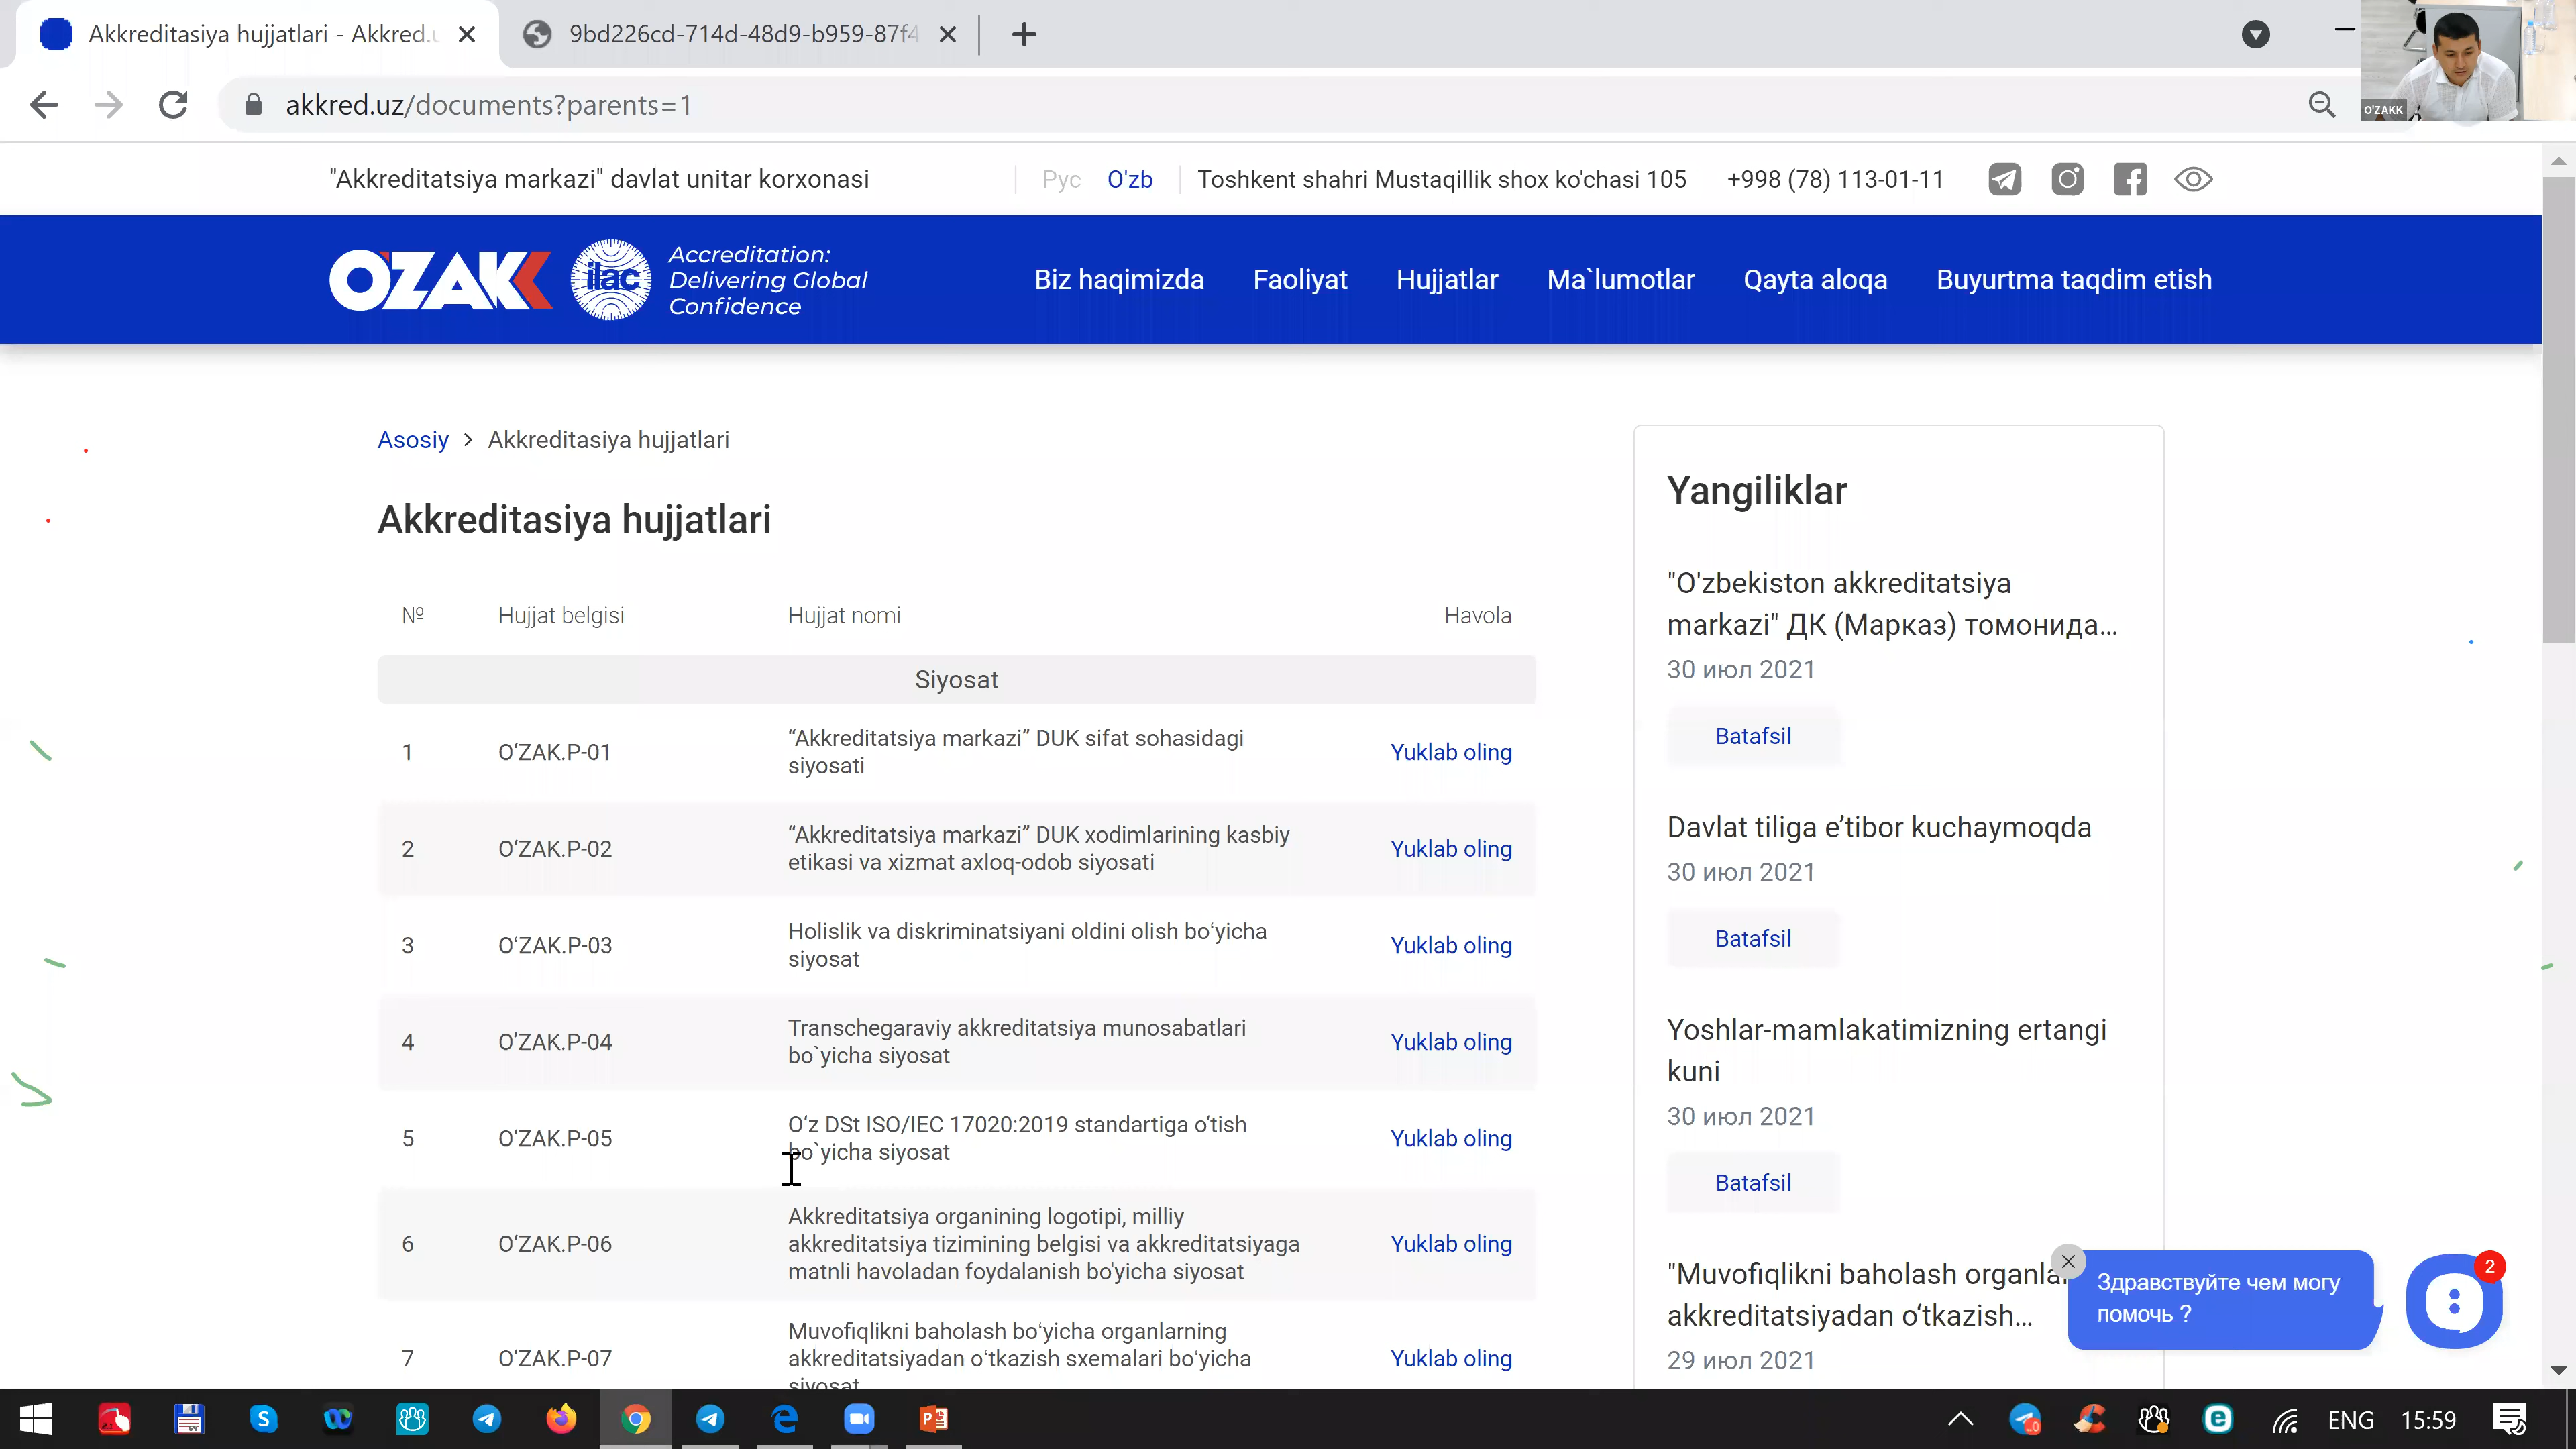 Akkreditasiya hujjatlari - Akkred.u
9bd226cd-714d-48d9-b959-87f4
akkred.uz/documents?parents=1
O'ZAKK
"Akkreditatsiya markazi" davlat unitar korxonasi
Рус O'zb Toshkent shahri Mustaqillik shox ko'chasi 105 +998 (78) 113-01-11
O'ZAKK
ilac
Accreditation:
Delivering Global
Confidence
Biz haqimizda Faoliyat Hujjatlar Ma`lumotlar Qayta aloqa Buyurtma taqdim etish
Asosiy > Akkreditasiya hujjatlari
Akkreditasiya hujjatlari
№ Hujjat belgisi Hujjat nomi Havola
Siyosat
1 O‘ZAK.P-01 “Akkreditatsiya markazi” DUK sifat sohasidagi
siyosati Yuklab oling
2 O‘ZAK.P-02 “Akkreditatsiya markazi” DUK xodimlarining kasbiy
etikasi va xizmat axloq-odob siyosati Yuklab oling
3 O‘ZAK.P-03 Holislik va diskriminatsiyani oldini olish bo‘yicha
siyosat Yuklab oling
4 O’ZAK.P-04 Transchegaraviy akkreditatsiya munosabatlari
bo`yicha siyosat Yuklab oling
5 O‘ZAK.P-05 O‘z DSt ISO/IEC 17020:2019 standartiga o‘tish
bo`yicha siyosat Yuklab oling
6 O‘ZAK.P-06 Akkreditatsiya organining logotipi, milliy
akkreditatsiya tizimining belgisi va akkreditatsiyaga
matnli havoladan foydalanish bo'yicha siyosat Yuklab oling
7 O‘ZAK.P-07 Muvofiqlikni baholash bo‘yicha organlarning
akkreditatsiyadan o‘tkazish sxemalari bo‘yicha
siyosat Yuklab oling
Yangiliklar
"O'zbekiston akkreditatsiya
markazi" ДК (Марказ) томонида...
30 июл 2021
Batafsil
Davlat tiliga e’tibor kuchaymoqda
30 июл 2021
Batafsil
Yoshlar-mamlakatimizning ertangi
kuni
30 июл 2021
Batafsil
"Muvofiqlikni baholash organla
akkreditatsiyadan o‘tkazish...
29 июл 2021
Здравствуйте чем могу
помочь ?
2
ENG 15:59